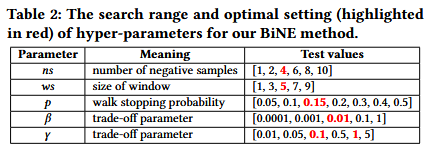 Table 2: The search range and optimal setting (highlighted
in red) of hyper-parameters for our BiNE method.
Parameter Meaning Test values
ns number of negative samples [1, 2, 4, 6, 8, 10]
ws size of window [1, 3, 5, 7, 9]
p walk stopping probability [0.05, 0.1, 0.15, 0.2, 0.3, 0.4, 0.5]
β trade-off parameter [0.0001, 0.001, 0.01, 0.1, 1]
γ trade-off parameter [0.01, 0.05, 0.1, 0.5, 1, 5]